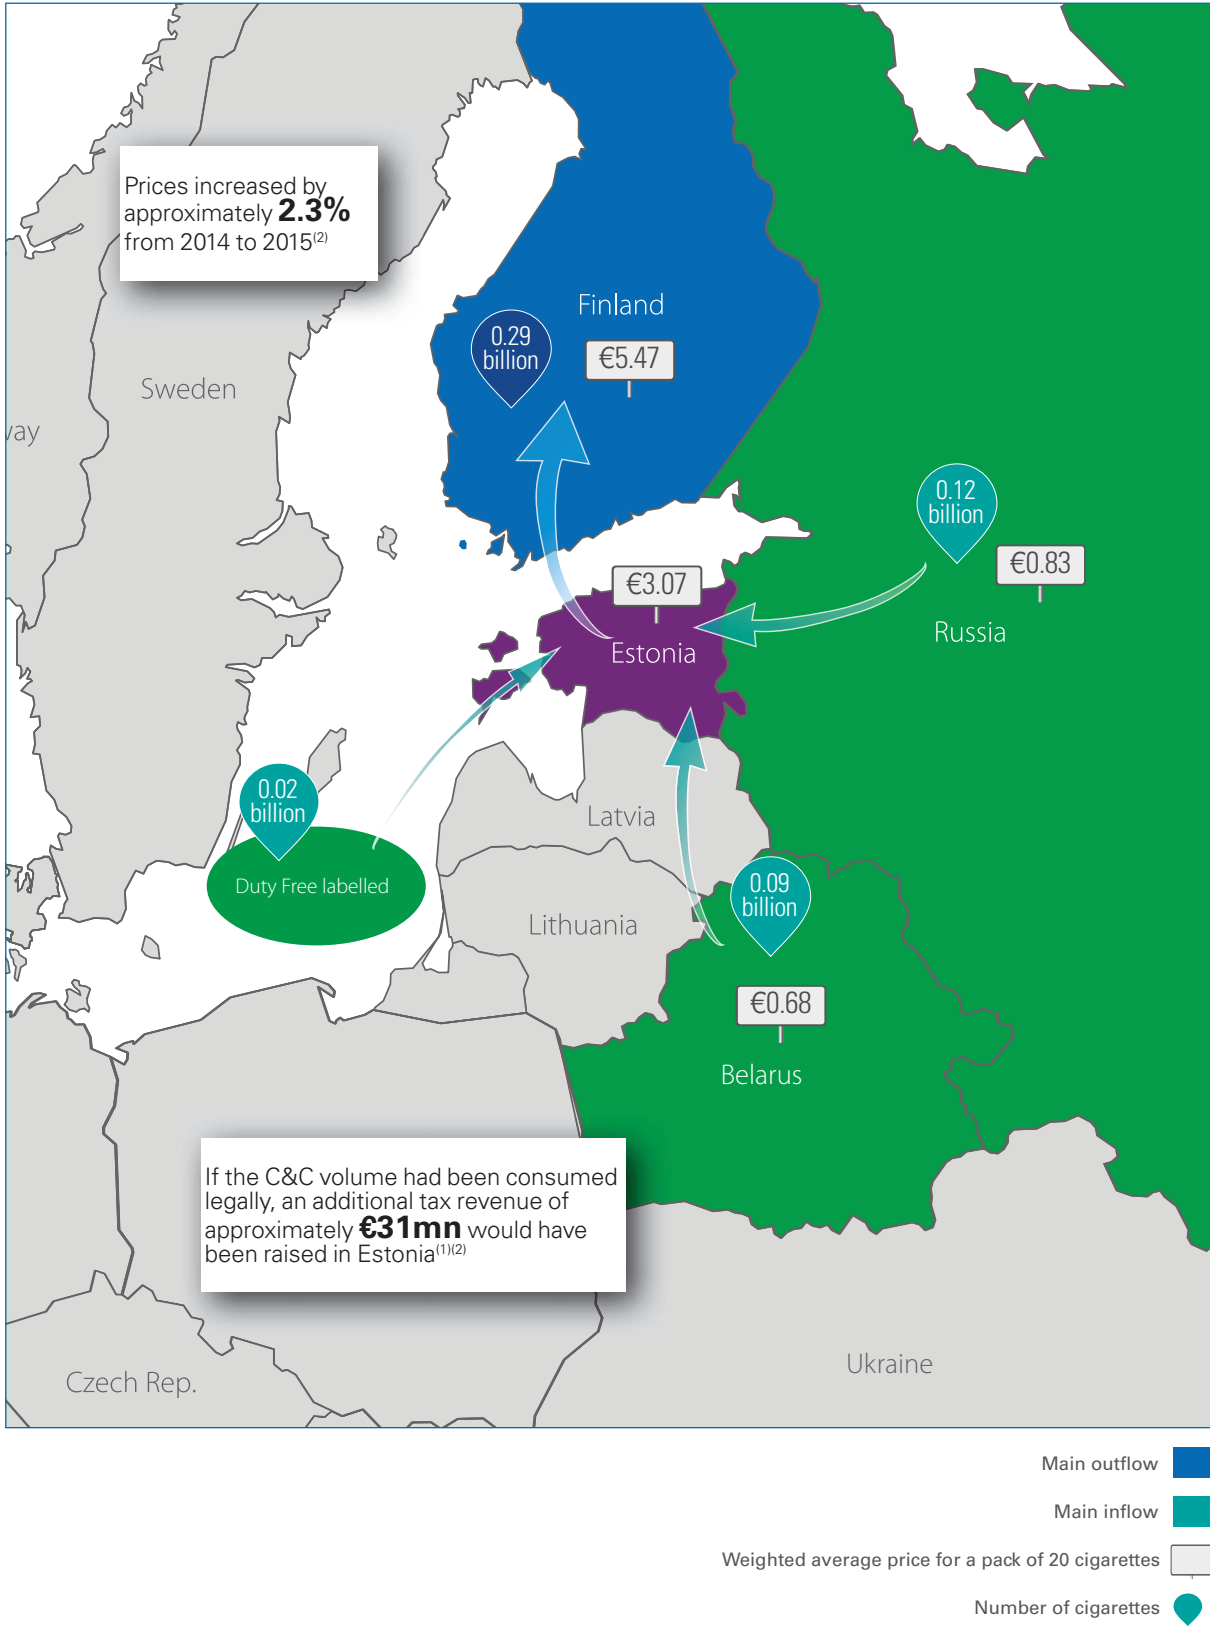 Prices increased by
approximately 2.3%
from 2014 to 2015(2)
Finland
0.29
billion
€5.47
Sweden
way
0.12
billion
€0.83
Russia
€3.07
Estonia
0.02
billion
Duty Free labelled
Latvia
Lithuania
0.09
billion
€0.68
Belarus
If the C&C volume had been consumed
legally, an additional tax revenue of
approximately €31mn would have
been raised in Estonia(1)(2)
Ukraine
Czech Rep.
Main outflow
Main inflow
Weighted average price for a pack of 20 cigarettes
Number of cigarettes